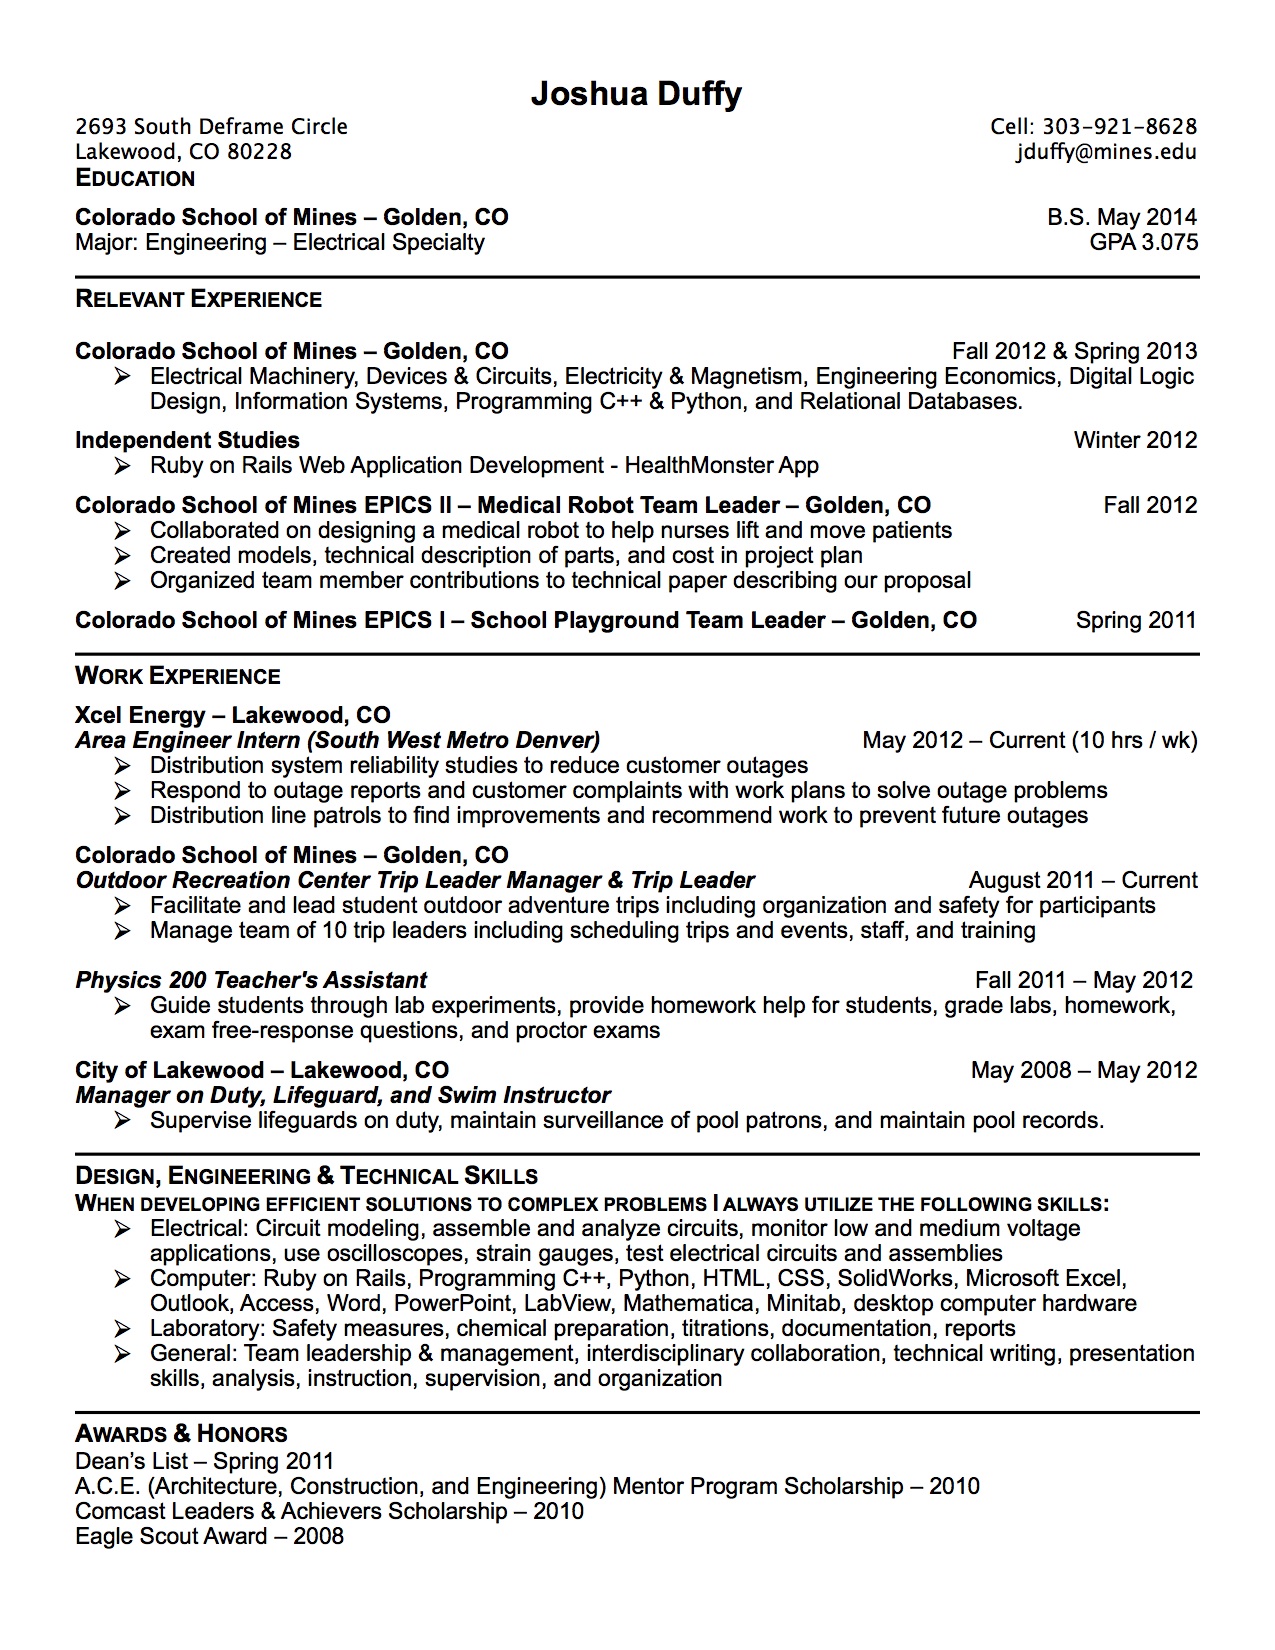 Joshua Duffy
2693 South Deframe Circle Cell: 303-921-8628
Lakewood, CO 80228 jduffy@mines.edu
EDUCATION
Colorado School of Mines – Golden, CO B.S. May 2014
Major: Engineering – Electrical Specialty GPA 3.075
RELEVANT EXPERIENCE
Colorado School of Mines – Golden, CO Fall 2012 & Spring 2013
➢ Electrical Machinery, Devices & Circuits, Electricity & Magnetism, Engineering Economics, Digital Logic
Design, Information Systems, Programming C++ & Python, and Relational Databases.
Independent Studies Winter 2012
➢ Ruby on Rails Web Application Development - HealthMonster App
Colorado School of Mines EPICS II – Medical Robot Team Leader – Golden, CO Fall 2012
➢ Collaborated on designing a medical robot to help nurses lift and move patients
➢ Created models, technical description of parts, and cost in project plan
➢ Organized team member contributions to technical paper describing our proposal
Colorado School of Mines EPICS I – School Playground Team Leader – Golden, CO Spring 2011
WORK EXPERIENCE
Xcel Energy – Lakewood, CO
Area Engineer Intern (South West Metro Denver) May 2012 – Current (10 hrs / wk)
➢ Distribution system reliability studies to reduce customer outages
➢ Respond to outage reports and customer complaints with work plans to solve outage problems
➢ Distribution line patrols to find improvements and recommend work to prevent future outages
Colorado School of Mines – Golden, CO
Outdoor Recreation Center Trip Leader Manager & Trip Leader August 2011 – Current
➢ Facilitate and lead student outdoor adventure trips including organization and safety for participants
➢ Manage team of 10 trip leaders including scheduling trips and events, staff, and training
Physics 200 Teacher's Assistant Fall 2011 – May 2012
➢ Guide students through lab experiments, provide homework help for students, grade labs, homework,
exam free-response questions, and proctor exams
City of Lakewood – Lakewood, CO May 2008 – May 2012
Manager on Duty, Lifeguard, and Swim Instructor
➢ Supervise lifeguards on duty, maintain surveillance of pool patrons, and maintain pool records.
DESIGN, ENGINEERING & TECHNICAL SKILLS
WHEN DEVELOPING EFFICIENT SOLUTIONS TO COMPLEX PROBLEMS I ALWAYS UTILIZE THE FOLLOWING SKILLS:
➢ Electrical: Circuit modeling, assemble and analyze circuits, monitor low and medium voltage
applications, use oscilloscopes, strain gauges, test electrical circuits and assemblies
➢ Computer: Ruby on Rails, Programming C++, Python, HTML, CSS, SolidWorks, Microsoft Excel,
Outlook, Access, Word, PowerPoint, LabView, Mathematica, Minitab, desktop computer hardware
➢ Laboratory: Safety measures, chemical preparation, titrations, documentation, reports
➢ General: Team leadership & management, interdisciplinary collaboration, technical writing, presentation
skills, analysis, instruction, supervision, and organization
AWARDS & HONORS
Dean’s List – Spring 2011
A.C.E. (Architecture, Construction, and Engineering) Mentor Program Scholarship – 2010
Comcast Leaders & Achievers Scholarship – 2010
Eagle Scout Award – 2008